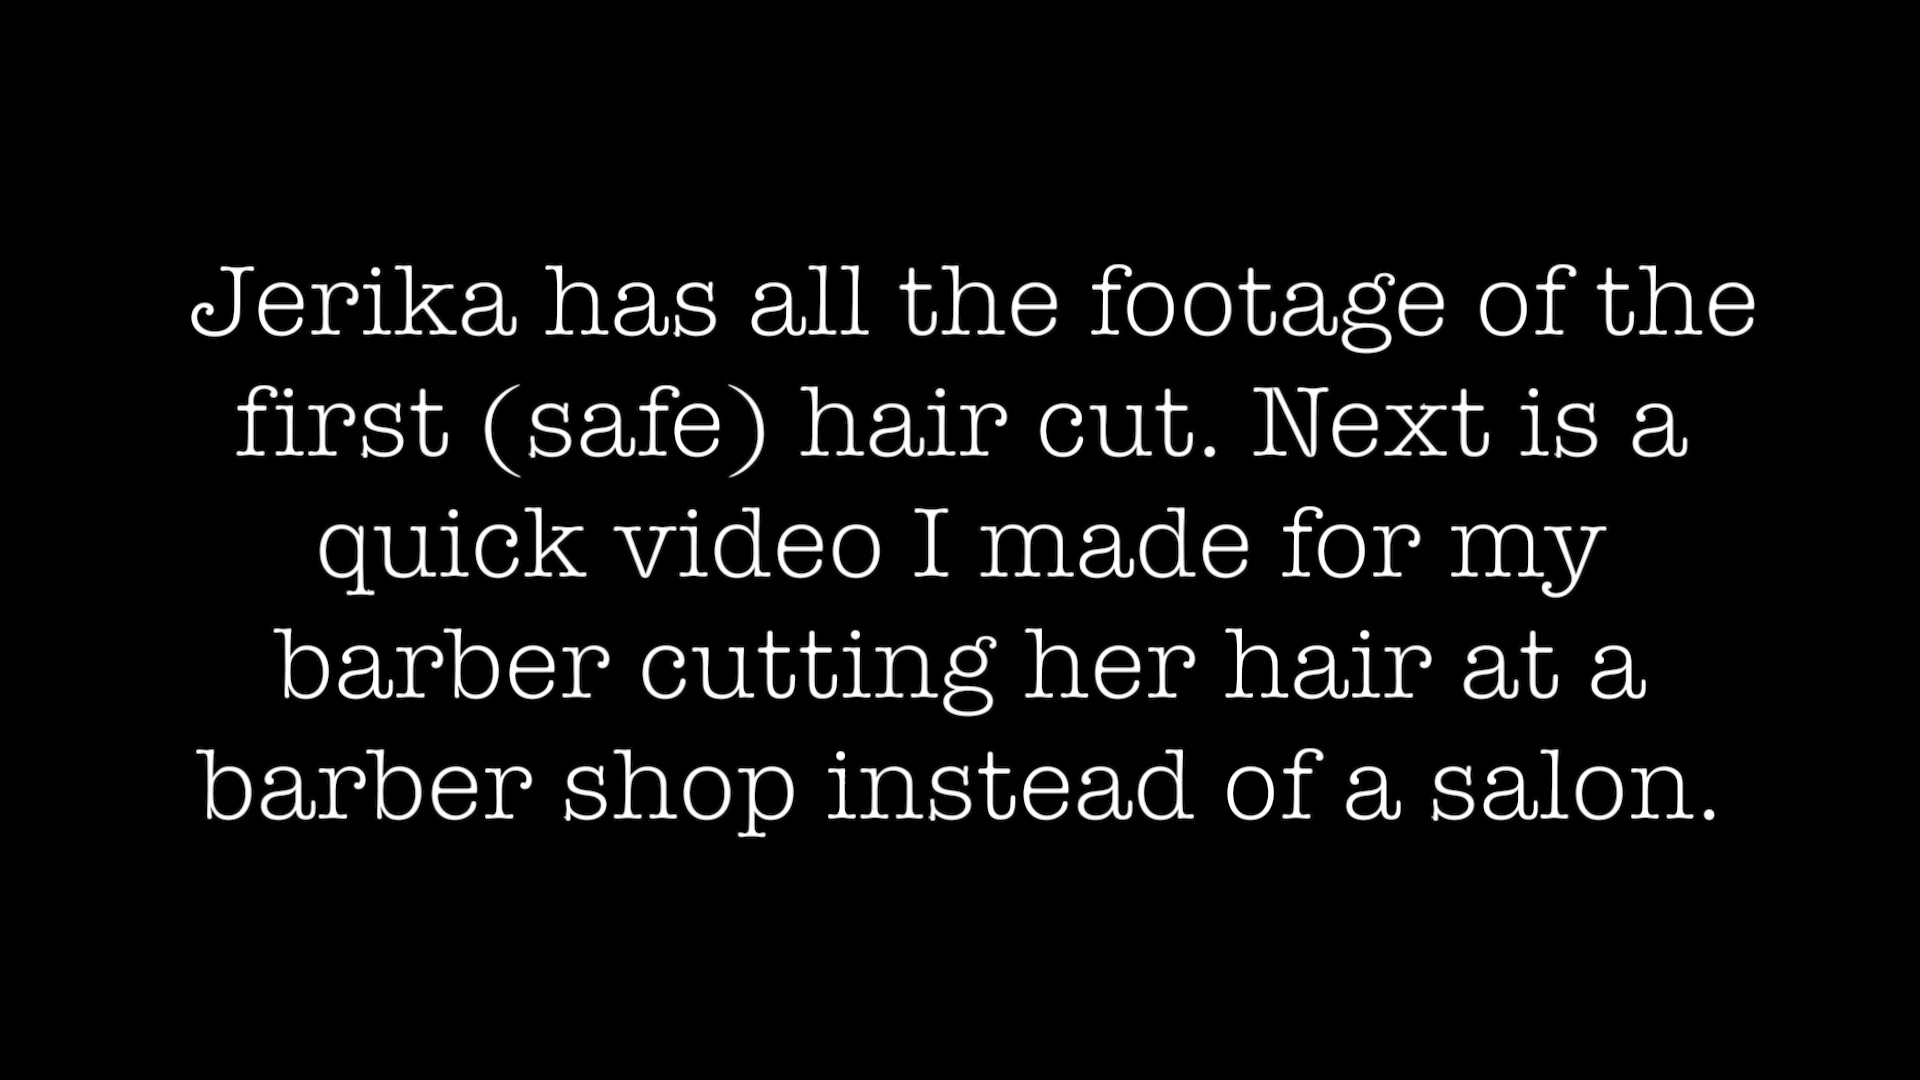 Jerika has all the footage of the
first (safe) hair cut. Next is a
quick video I made for my
barber cutting her hair at a
barber shop instead of a salon.